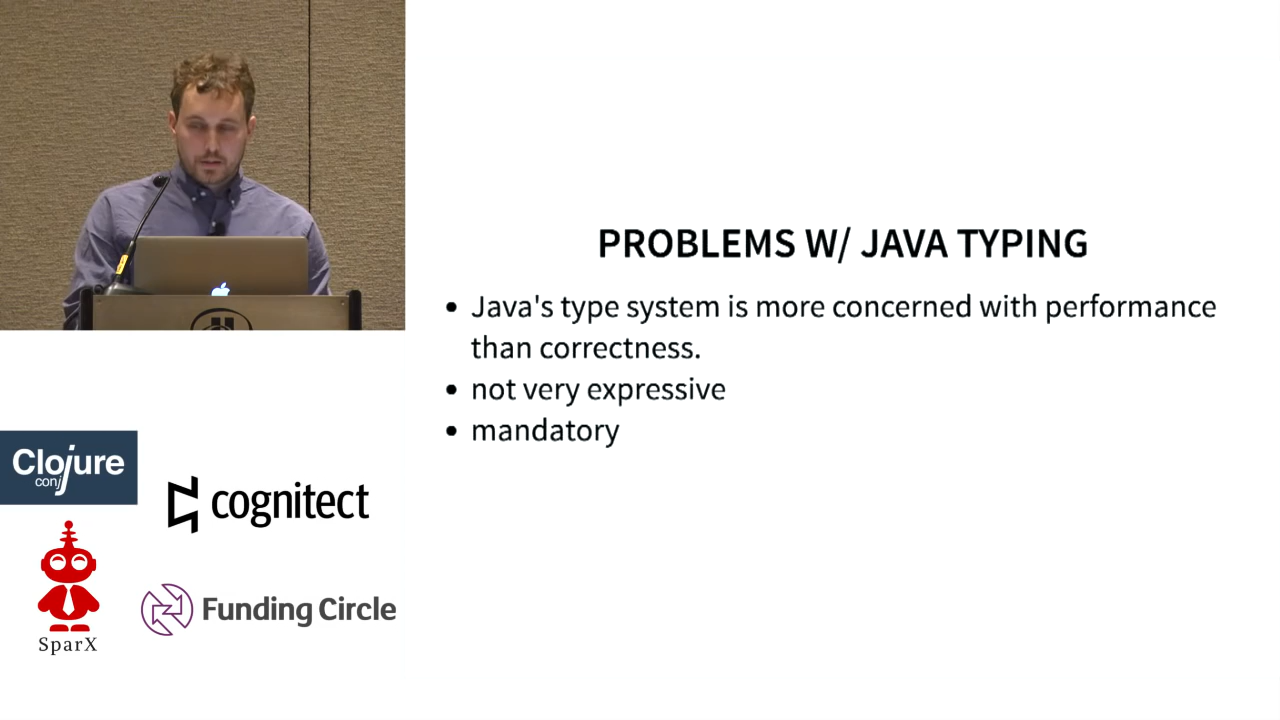 PROBLEMS W/ JAVA TYPING
• Java's type system is more concerned with performance
than correctness.
• not very expressive
• mandatory
Clojure
conj
cognitect
SparX
Funding Circle